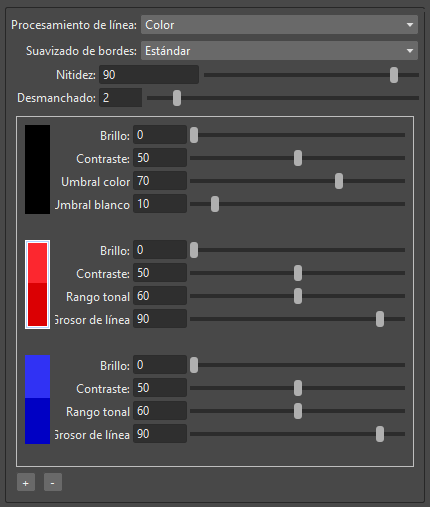 Procesamiento de línea: Color
Suavizado de bordes: Estándar
Nitidez: 90
Desmanchado: 2
Brillo: 0
Contraste: 50
Umbral color 70
Umbral blanco 10
Brillo: 0
Contraste: 50
Rango tonal 60
Grosor de línea 90
Brillo: 0
Contraste: 50
Rango tonal 60
Grosor de línea 90
+ -